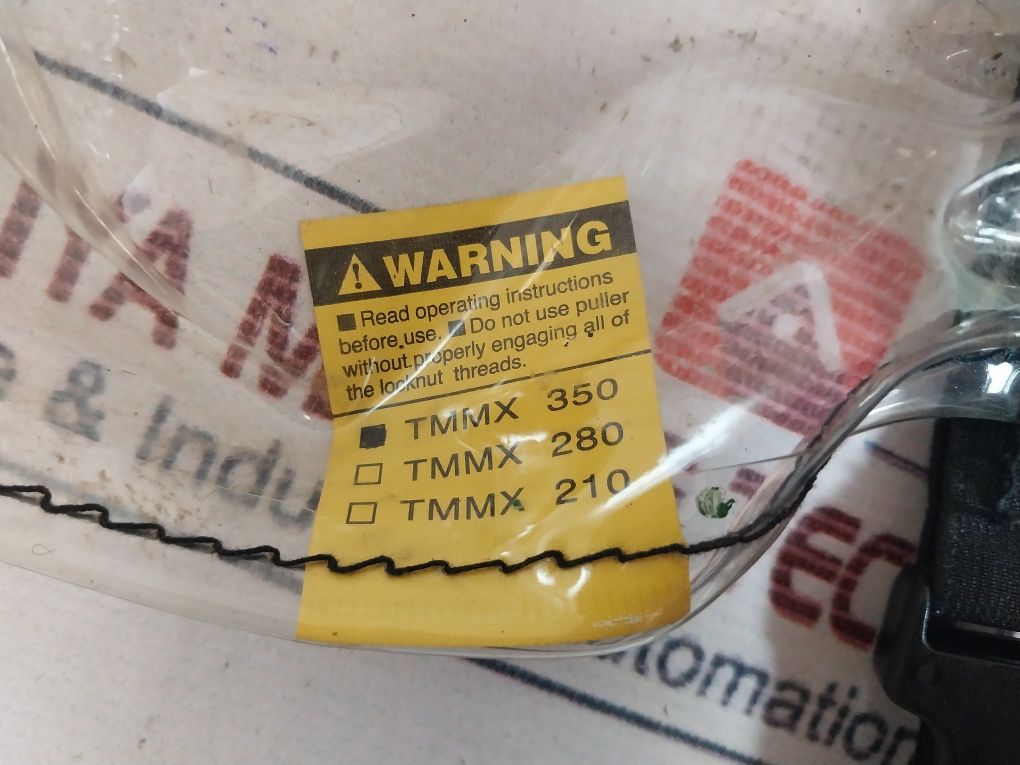 WARNING
■ Read operating instructions
before use. ■ Do not use puller
without properly engaging all of
the locknut threads.
■ TMMX 350
□ TMMX 280
□ TMMX 210
& Indu
utomation